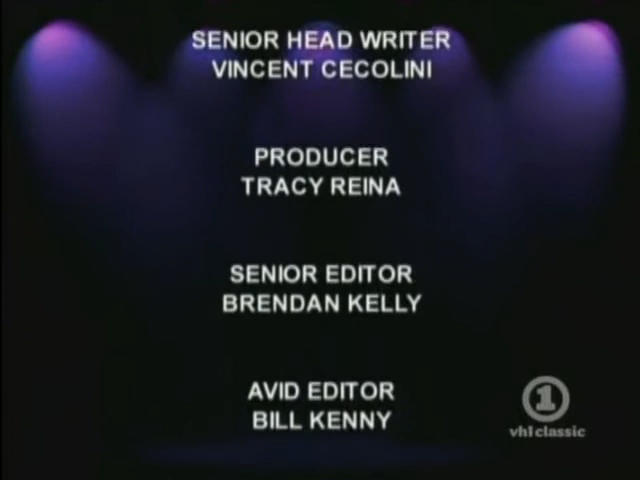 SENIOR HEAD WRITER
VINCENT CECOLINI
PRODUCER
TRACY REINA
SENIOR EDITOR
BRENDAN KELLY
AVID EDITOR
BILL KENNY
1
vh1classic